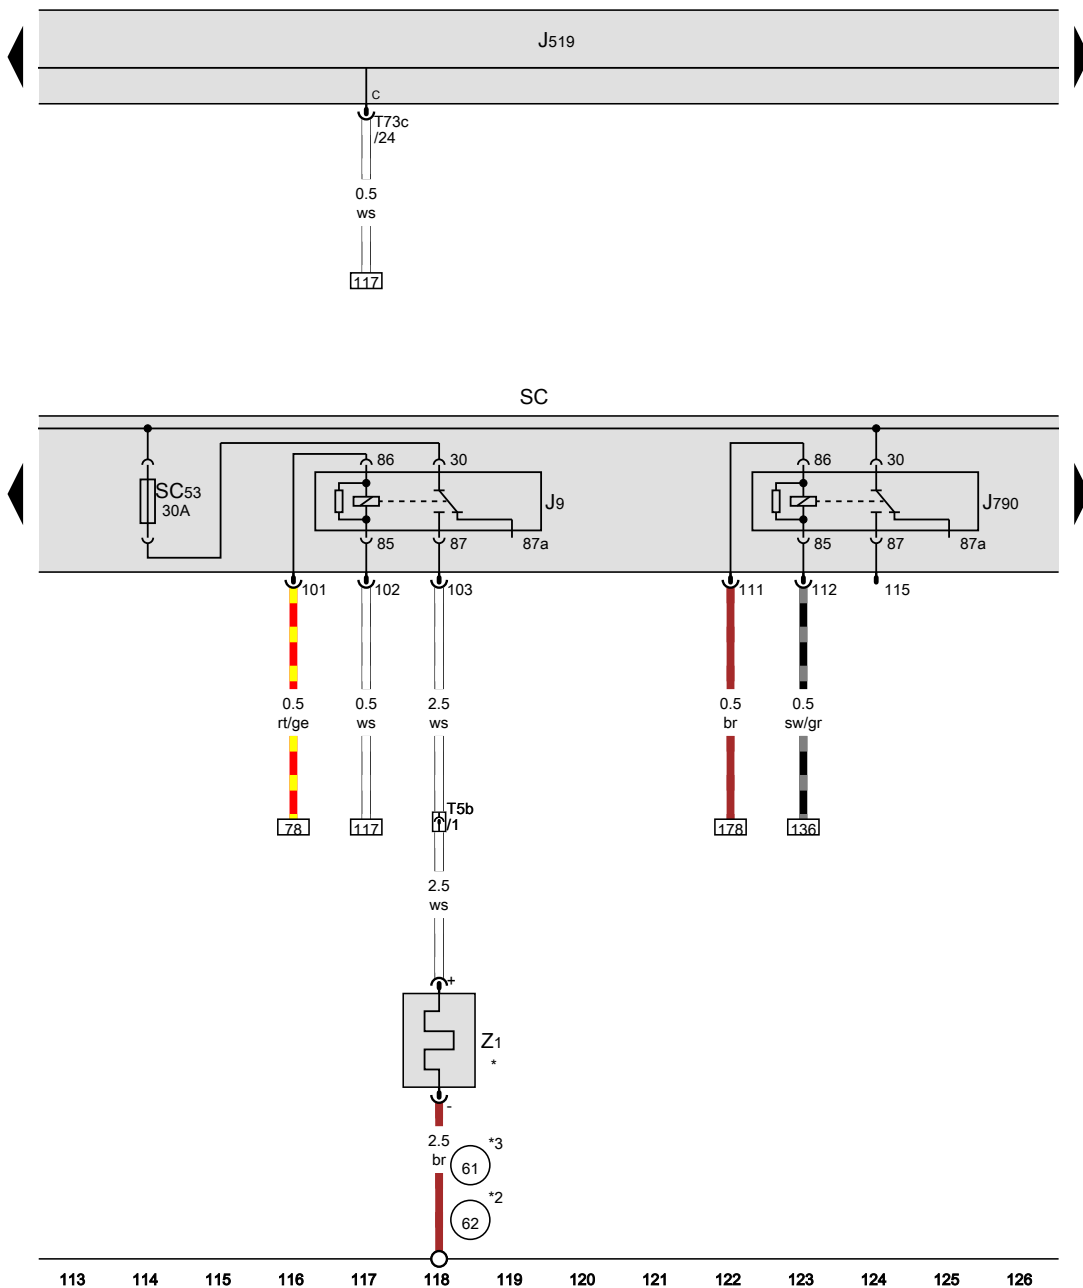 J519
C
T73c
/24
0.5
ws
117
SC
86 30 86 30
SC53
30A
J9
J790
85 87 87a 85 87 87a
101 102 103 111 112 115
0.5 0.5 2.5 0.5 0.5
rt/ge ws ws br sw/gr
T5b
/1
78 117 178 136
2.5
ws
+
Z1
*
-
2.5
br
*3
61
*2
62
113 114 115 116 117 118 119 120 121 122 123 124 125 126